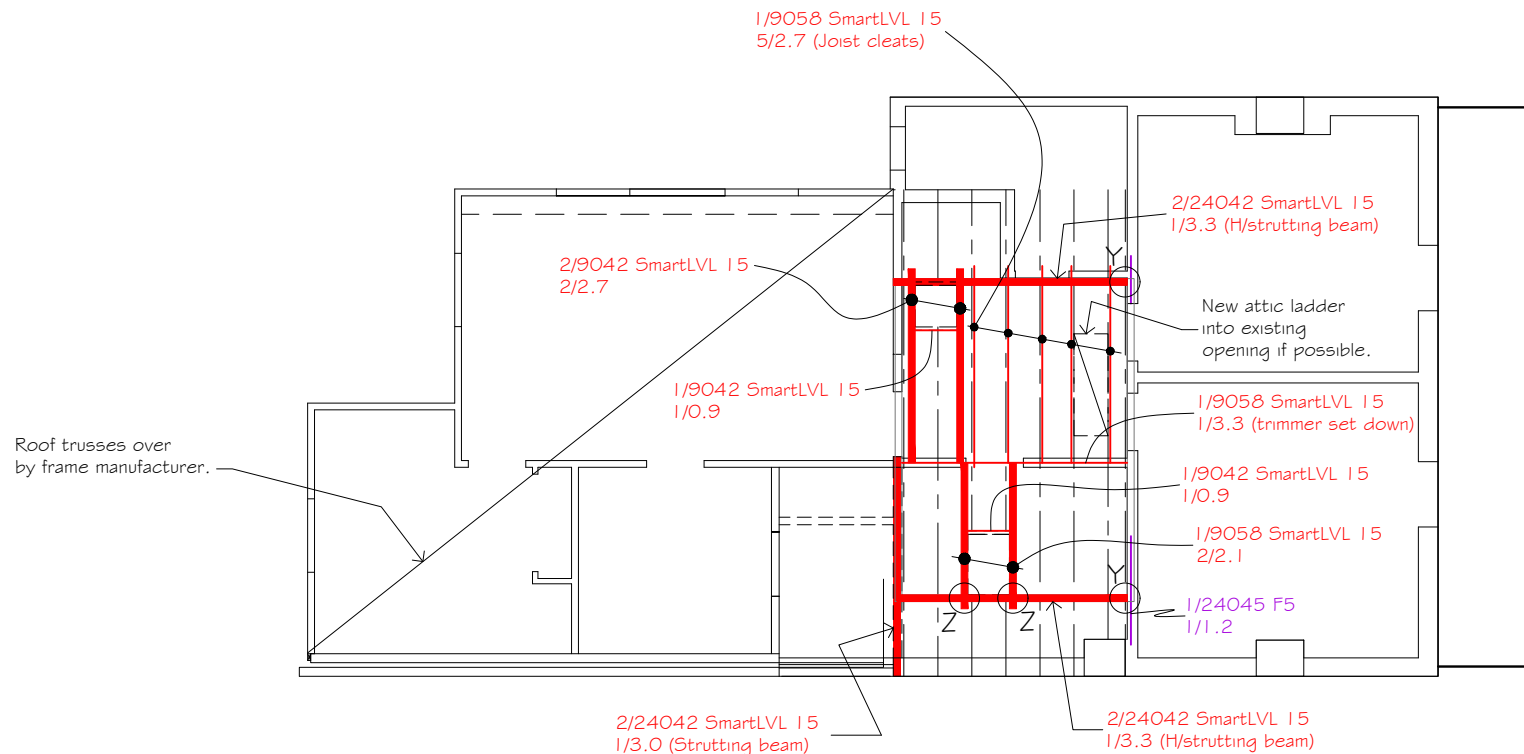 1/9058 SmartLVL 15
5/2.7 (Joist cleats)
2/24042 SmartLVL 15
1/3.3 (H/strutting beam)
Y
2/9042 SmartLVL 15
2/2.7
New attic ladder
into existing
opening if possible.
1/9042 SmartLVL 15
1/0.9
1/9058 SmartLVL 15
1/3.3 (trimmer set down)
Roof trusses over
by frame manufacturer.
1/9042 SmartLVL 15
1/0.9
1/9058 SmartLVL 15
2/2.1
Y
Z
Z
1/24045 F5
1/1.2
2/24042 SmartLVL 15
1/3.0 (Strutting beam)
2/24042 SmartLVL 15
1/3.3 (H/strutting beam)